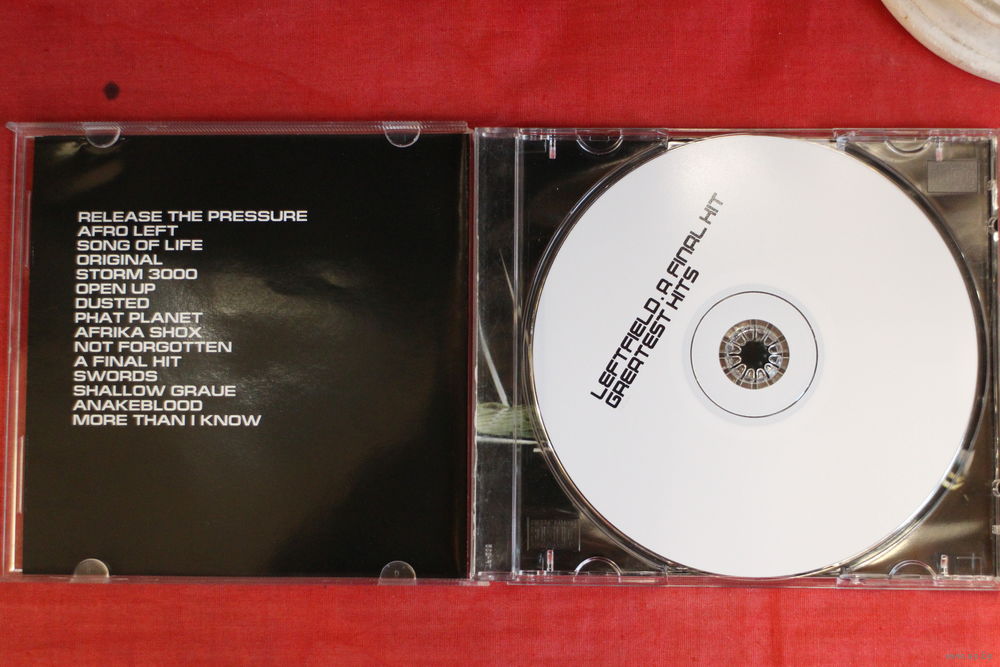 RELEASE THE PRESSURE
AFRO LEFT
SONG OF LIFE
ORIGINAL
STORM 3000
OPEN UP
DUSTED
PHAT PLANET
AFRIKA SHOX
NOT FORGOTTEN
A FINAL HIT
SWORDS
SHALLOW GRAUE
ANAKEBLOOD
MORE THAN I KNOW
LEFTFIELD: A FINAL HIT
GREATEST HITS